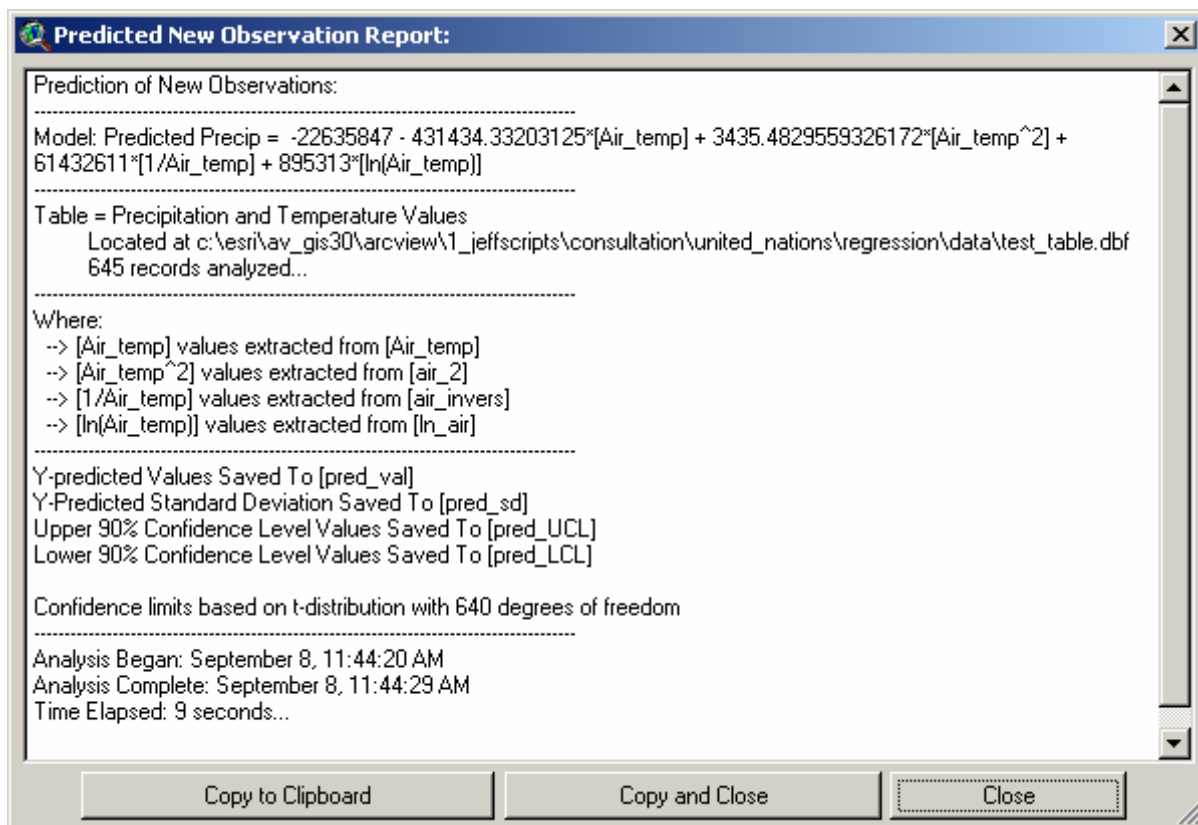 Predicted New Observation Report:
Prediction of New Observations:
Model: Predicted Precip =  -22635847 - 431434.33203125*[Air_temp] + 3435.4829559326172*[Air_temp^2] +
61432611*[1/Air_temp] + 895313*[ln(Air_temp)]
Table = Precipitation and Temperature Values
Located at c:\esri\av_gis30\arcview\1_jeffscripts\consultation\united_nations\regression\data\test_table.dbf
645 records analyzed...
Where:
--> [Air_temp] values extracted from [Air_temp]
--> [Air_temp^2] values extracted from [air_2]
--> [1/Air_temp] values extracted from [air_invers]
--> [ln(Air_temp)] values extracted from [ln_air]
Y-predicted Values Saved To [pred_val]
Y-Predicted Standard Deviation Saved To [pred_sd]
Upper 90% Confidence Level Values Saved To [pred_UCL]
Lower 90% Confidence Level Values Saved To [pred_LCL]
Confidence limits based on t-distribution with 640 degrees of freedom
Analysis Began: September 8, 11:44:20 AM
Analysis Complete: September 8, 11:44:29 AM
Time Elapsed: 9 seconds...
Copy to Clipboard
Copy and Close
Close